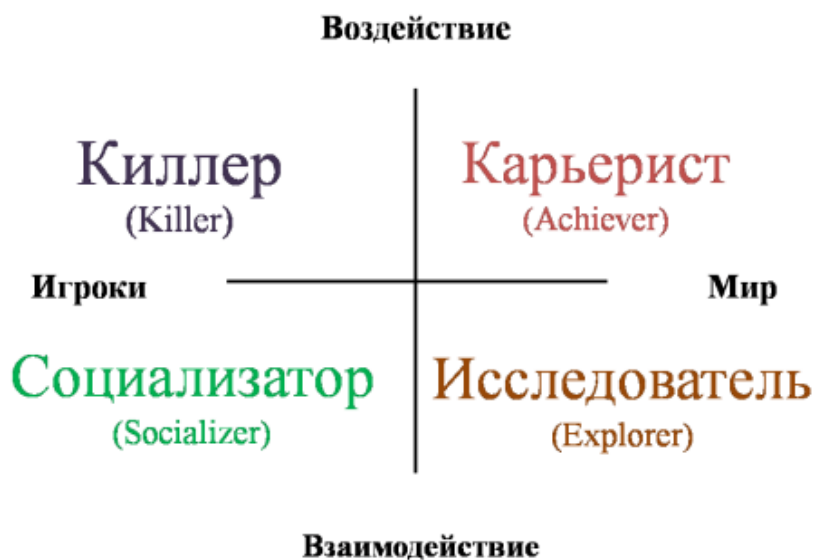 Воздействие
Киллер
(Killer)
Карьерист
(Achiever)
Игроки
Мир
Социализатор
(Socializer)
Исследователь
(Explorer)
Взаимодействие